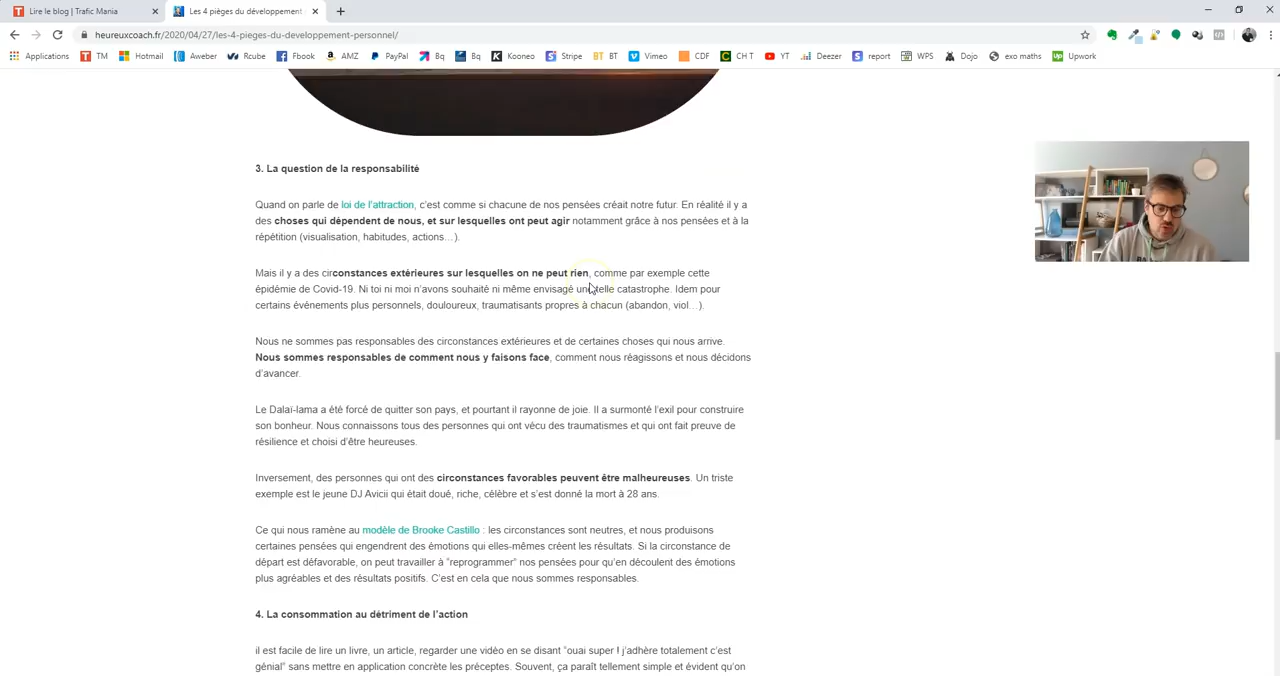 Lire le blog | Trafic Mania
Les 4 pièges du développement
heureuxcoach.fr/2020/04/27/les-4-pieges-du-developpement-personnel/
Applications TM Hotmail Aweber Rcube Fbook AMZ PayPal Bq Bq Kooneo Stripe BT BT Vimeo CDF CH T YT Deezer report WPS Dojo exo maths Upwork
3. La question de la responsabilité
Quand on parle de loi de l’attraction, c’est comme si chacune de nos pensées créait notre futur. En réalité il y a
des choses qui dépendent de nous, et sur lesquelles ont peut agir notamment grâce à nos pensées et à la
répétition (visualisation, habitudes, actions…).
Mais il y a des circonstances extérieures sur lesquelles on ne peut rien, comme par exemple cette
épidémie de Covid-19. Ni toi ni moi n’avons souhaité ni même envisagé une telle catastrophe. Idem pour
certains événements plus personnels, douloureux, traumatisants propres à chacun (abandon, viol…).
Nous ne sommes pas responsables des circonstances extérieures et de certaines choses qui nous arrive.
Nous sommes responsables de comment nous y faisons face, comment nous réagissons et nous décidons
d’avancer.
Le Dalaï-lama a été forcé de quitter son pays, et pourtant il rayonne de joie. Il a surmonté l’exil pour construire
son bonheur. Nous connaissons tous des personnes qui ont vécu des traumatismes et qui ont fait preuve de
résilience et choisi d’être heureuses.
Inversement, des personnes qui ont des circonstances favorables peuvent être malheureuses. Un triste
exemple est le jeune DJ Avicii qui était doué, riche, célèbre et s’est donné la mort à 28 ans.
Ce qui nous ramène au modèle de Brooke Castillo : les circonstances sont neutres, et nous produisons
certaines pensées qui engendrent des émotions qui elles-mêmes créent les résultats. Si la circonstance de
départ est défavorable, on peut travailler à “reprogrammer” nos pensées pour qu’en découlent des émotions
plus agréables et des résultats positifs. C’est en cela que nous sommes responsables.
4. La consommation au détriment de l’action
il est facile de lire un livre, un article, regarder une vidéo en se disant “ouai super ! j’adhère totalement c’est
génial” sans mettre en application concrète les préceptes. Souvent, ça paraît tellement simple et évident qu’on